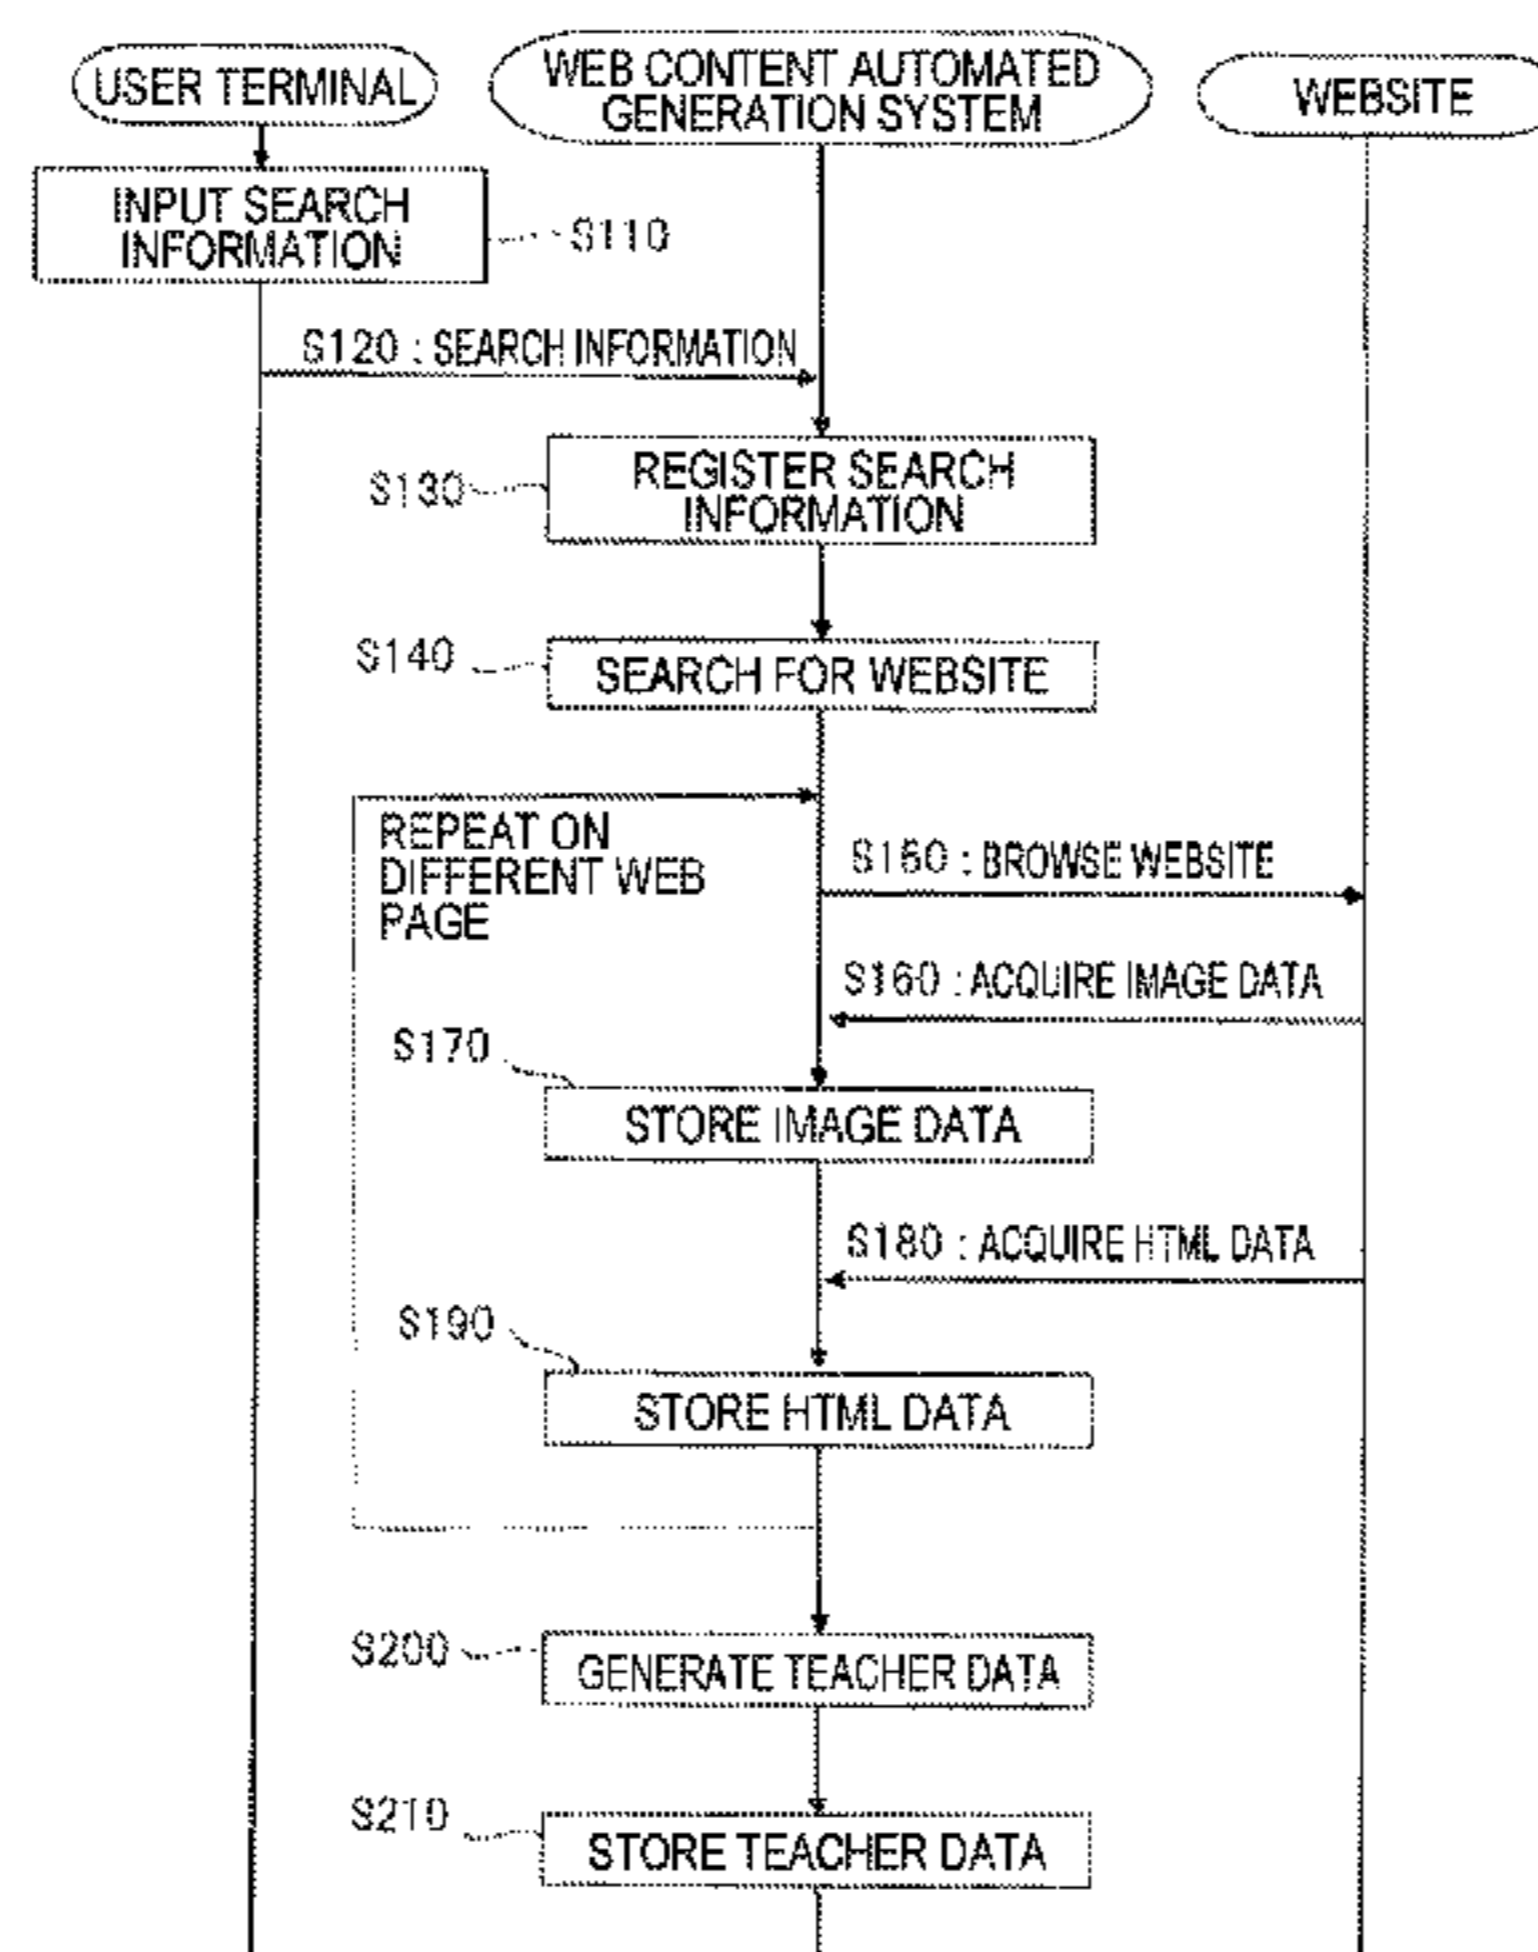 USER TERMINAL
WEB CONTENT AUTOMATED
GENERATION SYSTEM
WEBSITE
INPUT SEARCH
INFORMATION
S110
S120 : SEARCH INFORMATION
S130
REGISTER SEARCH
INFORMATION
S140
SEARCH FOR WEBSITE
REPEAT ON
DIFFERENT WEB
PAGE
S160 : BROWSE WEBSITE
S160 : ACQUIRE IMAGE DATA
S170
STORE IMAGE DATA
S180 : ACQUIRE HTML DATA
S190
STORE HTML DATA
S200
GENERATE TEACHER DATA
S210
STORE TEACHER DATA